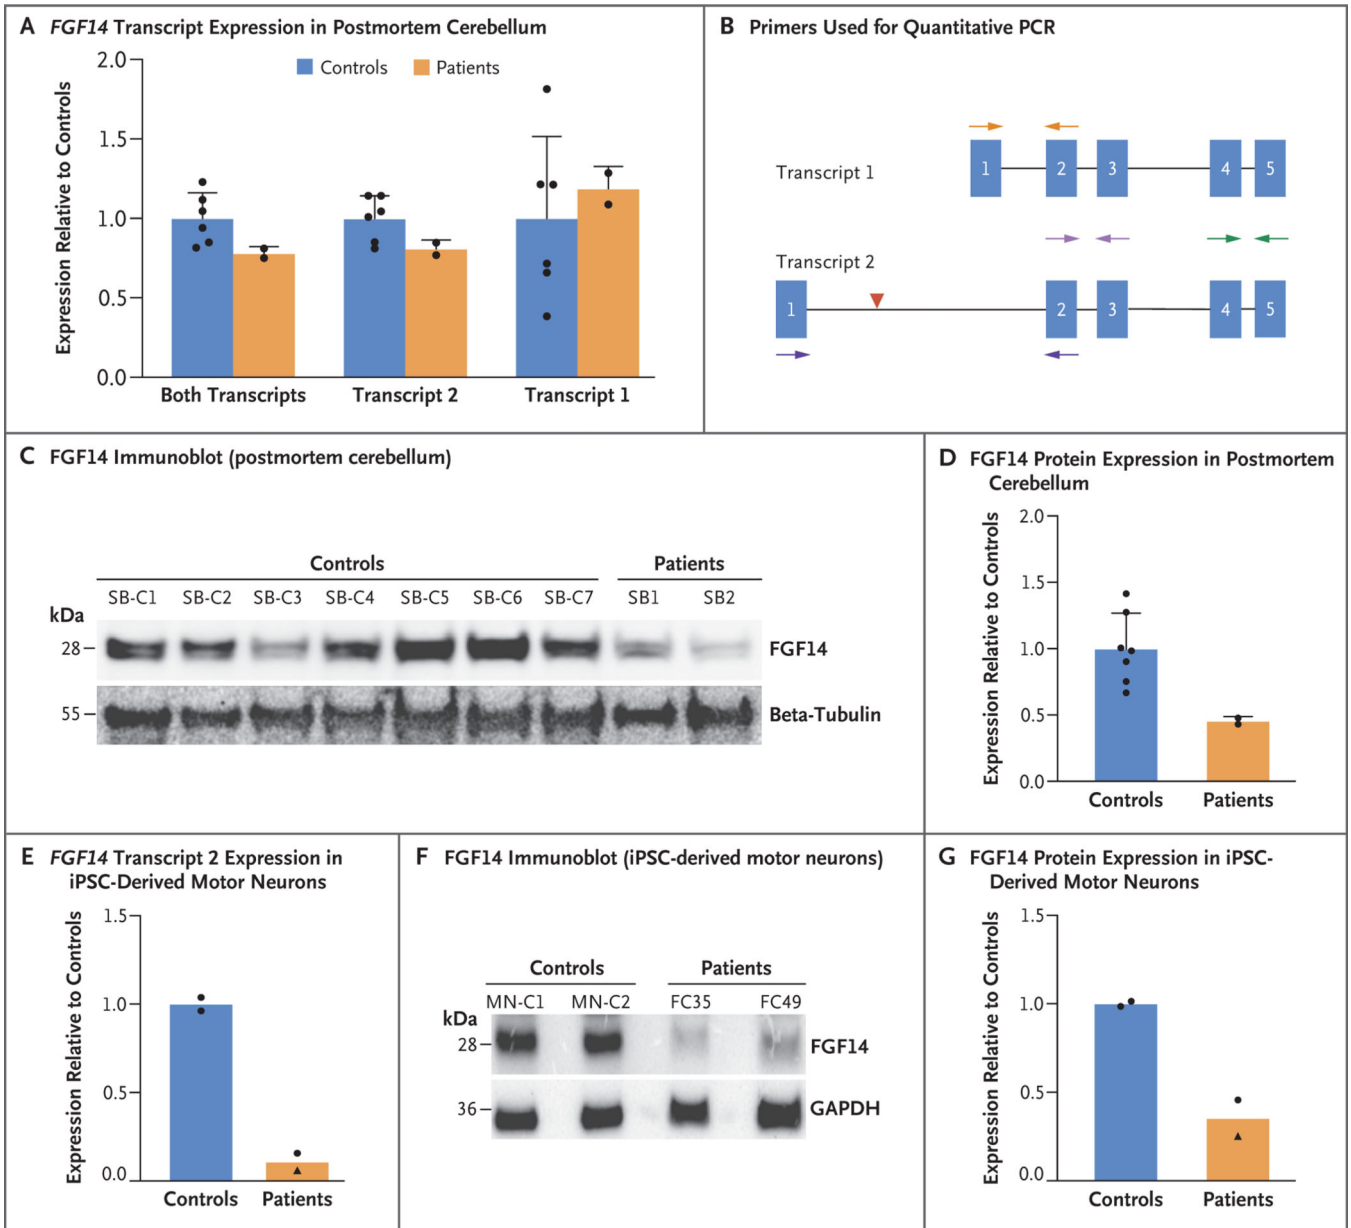 A FGF14 Transcript Expression in Postmortem Cerebellum
Expression Relative to Controls
2.0
1.5
1.0
0.5
0.0
Controls
Patients
Both Transcripts
Transcript 2
Transcript 1
B Primers Used for Quantitative PCR
Transcript 1
1 2 3 4 5
Transcript 2
1 2 3 4 5
C FGF14 Immunoblot (postmortem cerebellum)
Controls Patients
SB-C1 SB-C2 SB-C3 SB-C4 SB-C5 SB-C6 SB-C7 SB1 SB2
kDa
28 FGF14
55 Beta-Tubulin
D FGF14 Protein Expression in Postmortem
Cerebellum
Expression Relative to Controls
2.0
1.5
1.0
0.5
0.0
Controls Patients
E FGF14 Transcript 2 Expression in
iPSC-Derived Motor Neurons
Expression Relative to Controls
1.5
1.0
0.5
0.0
Controls Patients
F FGF14 Immunoblot (iPSC-derived motor neurons)
Controls Patients
MN-C1 MN-C2 FC35 FC49
kDa
28 FGF14
36 GAPDH
G FGF14 Protein Expression in iPSC-
Derived Motor Neurons
Expression Relative to Controls
1.5
1.0
0.5
0.0
Controls Patients